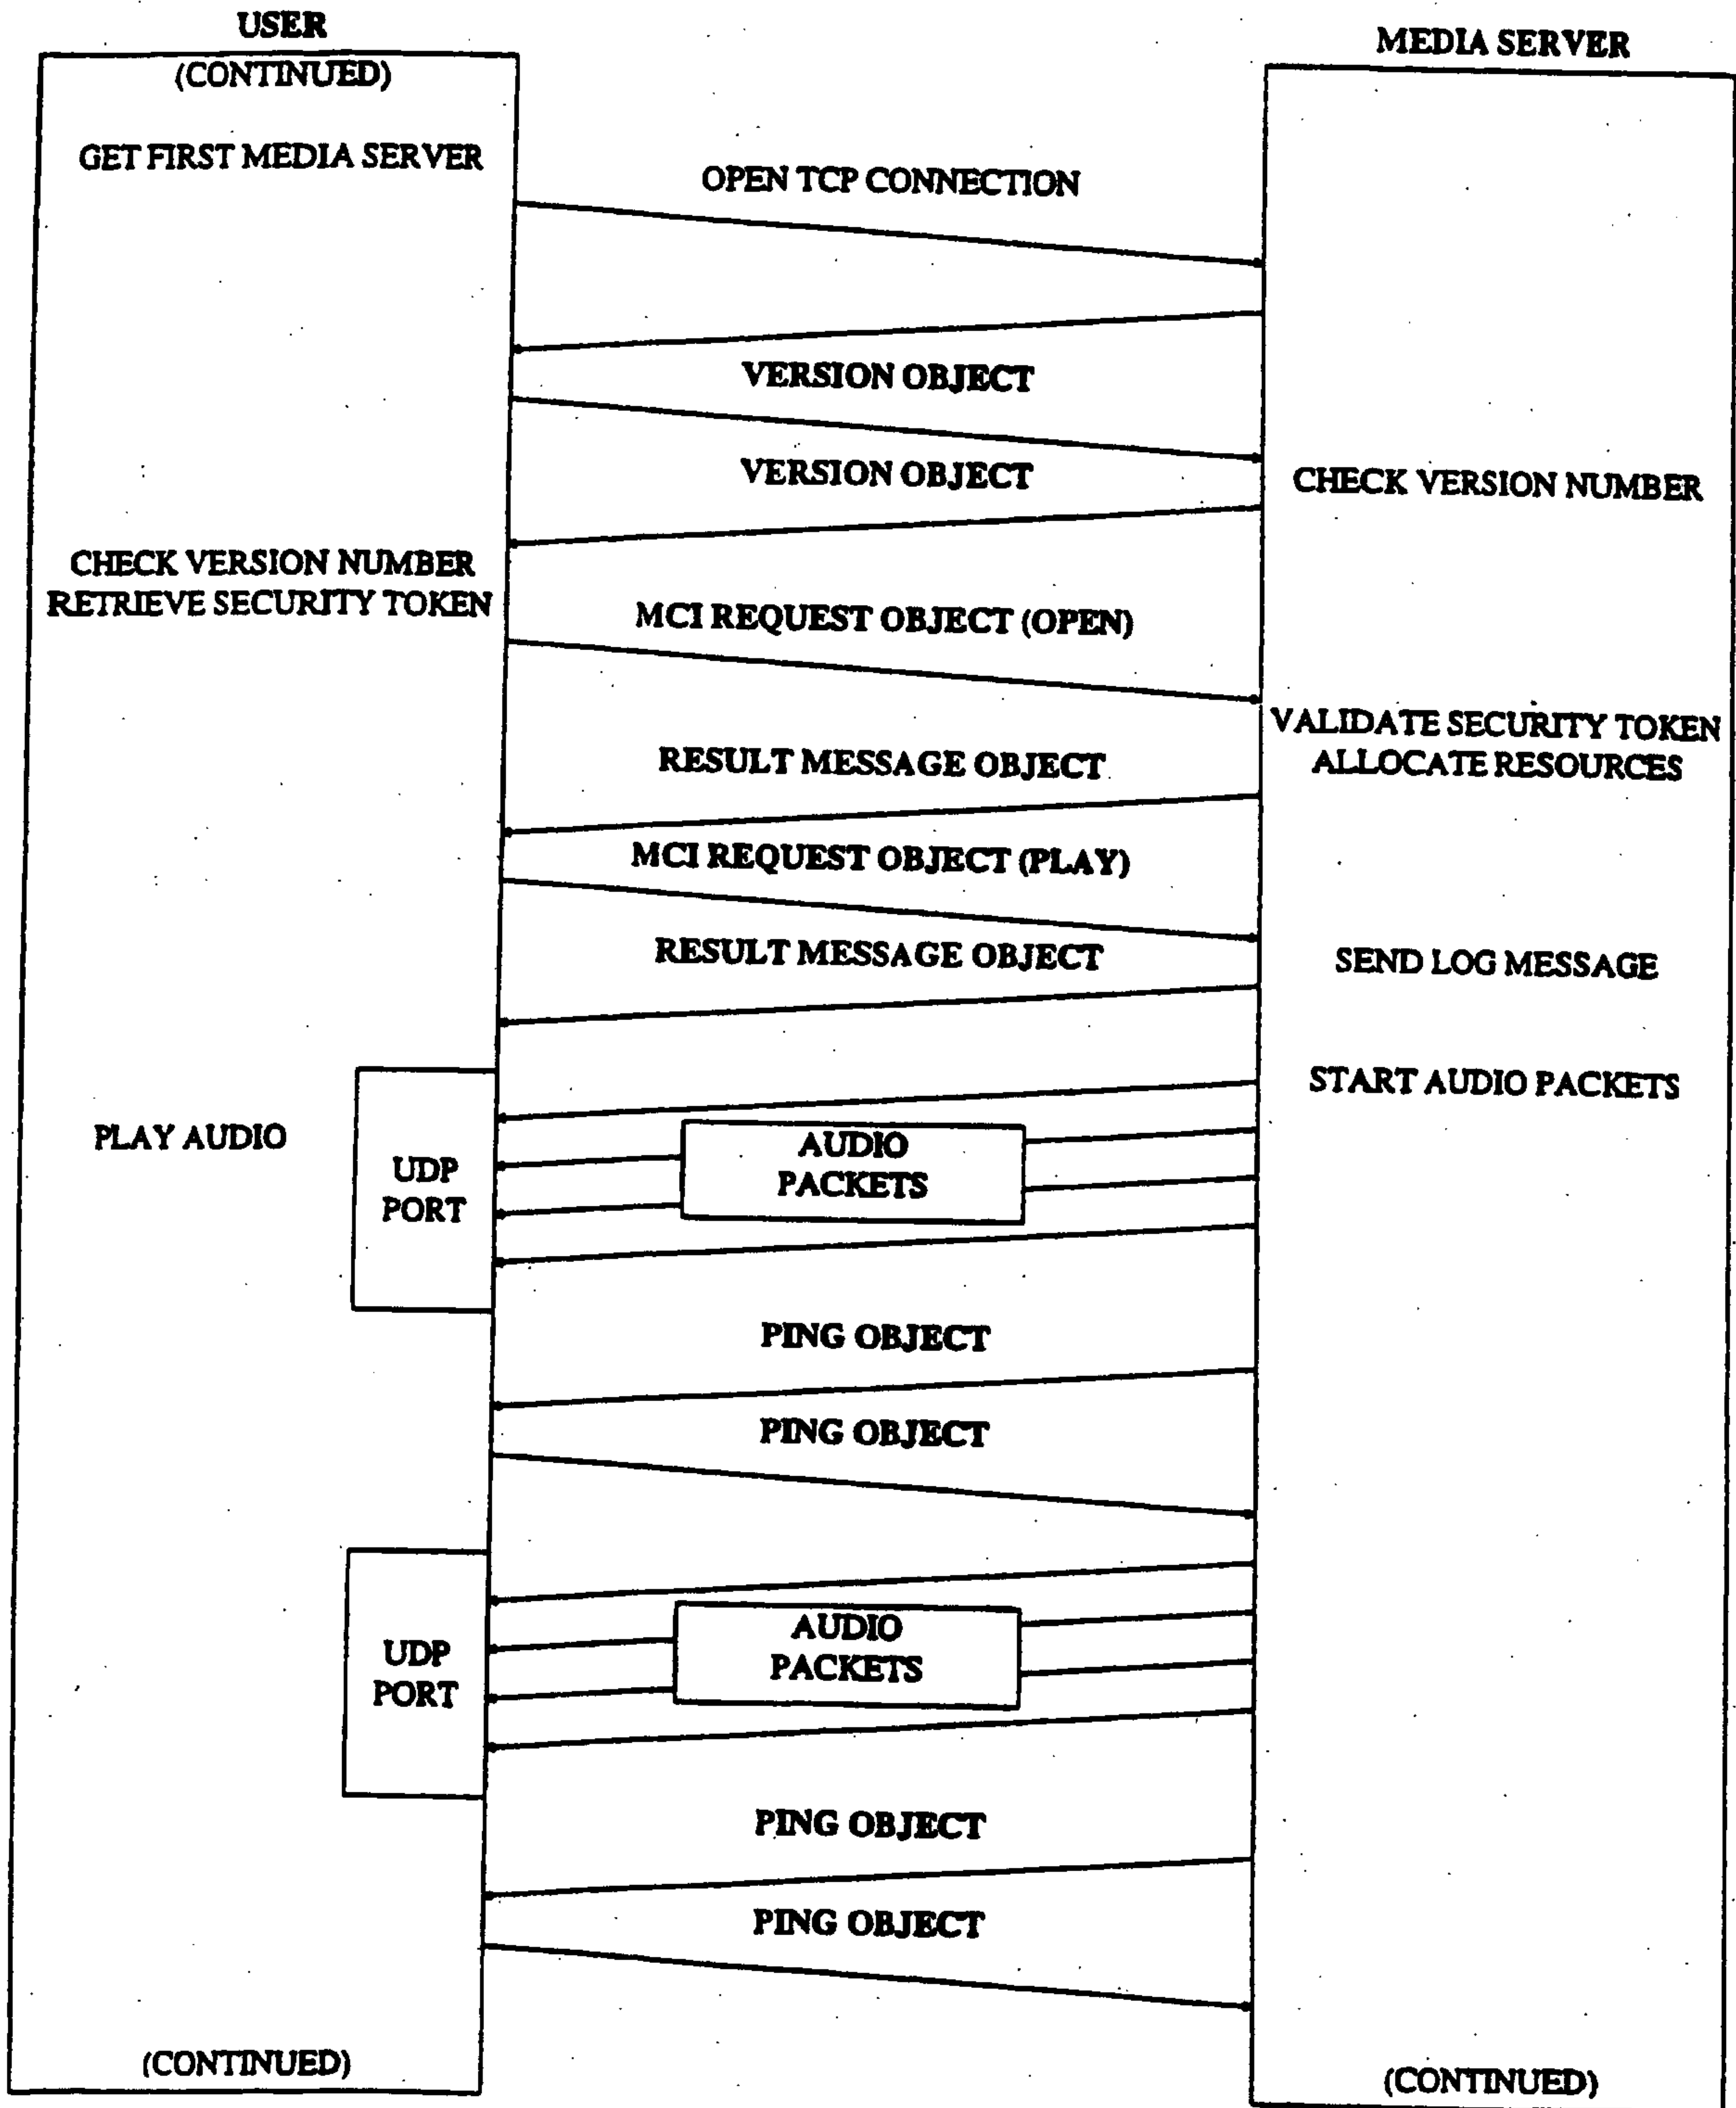 USER
MEDIA SERVER
(CONTINUED)
GET FIRST MEDIA SERVER
OPEN TCP CONNECTION
VERSION OBJECT
VERSION OBJECT
CHECK VERSION NUMBER
CHECK VERSION NUMBER
RETRIEVE SECURITY TOKEN
MCI REQUEST OBJECT (OPEN)
VALIDATE SECURITY TOKEN
ALLOCATE RESOURCES
RESULT MESSAGE OBJECT
MCI REQUEST OBJECT (PLAY)
RESULT MESSAGE OBJECT
SEND LOG MESSAGE
START AUDIO PACKETS
PLAY AUDIO
UDP
PORT
AUDIO
PACKETS
PING OBJECT
PING OBJECT
UDP
PORT
AUDIO
PACKETS
PING OBJECT
PING OBJECT
(CONTINUED)
(CONTINUED)